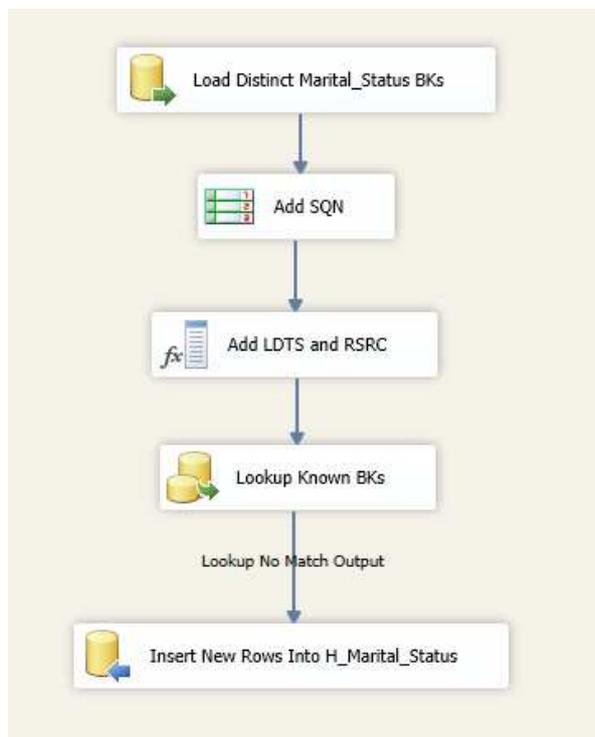 Load Distinct Marital_Status BKs
Add SQN
fx Add LDTS and RSRC
Lookup Known BKs
Lookup No Match Output
Insert New Rows Into H_Marital_Status